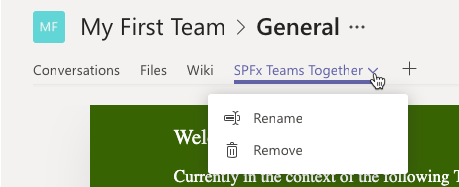 MF My First Team > General ···
Conversations Files Wiki SPFx Teams Together
Rename
Remove
Currently in the context of the following